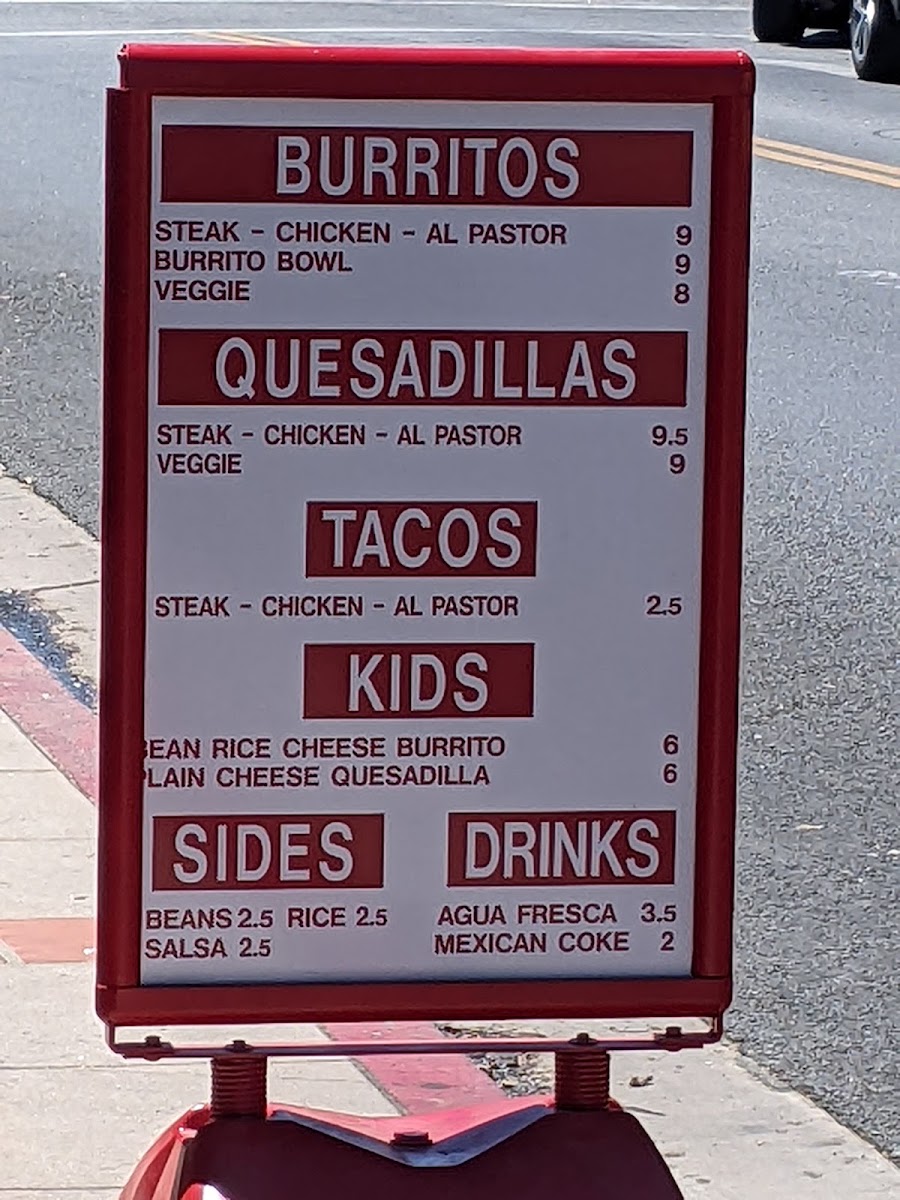 BURRITOS
STEAK - CHICKEN - AL PASTOR 9
BURRITO BOWL 9
VEGGIE 8
QUESADILLAS
STEAK - CHICKEN - AL PASTOR 9.5
VEGGIE 9
TACOS
STEAK - CHICKEN - AL PASTOR 2.5
KIDS
BEAN RICE CHEESE BURRITO 6
PLAIN CHEESE QUESADILLA 6
SIDES
BEANS 2.5 RICE 2.5
SALSA 2.5
DRINKS
AGUA FRESCA 3.5
MEXICAN COKE 2